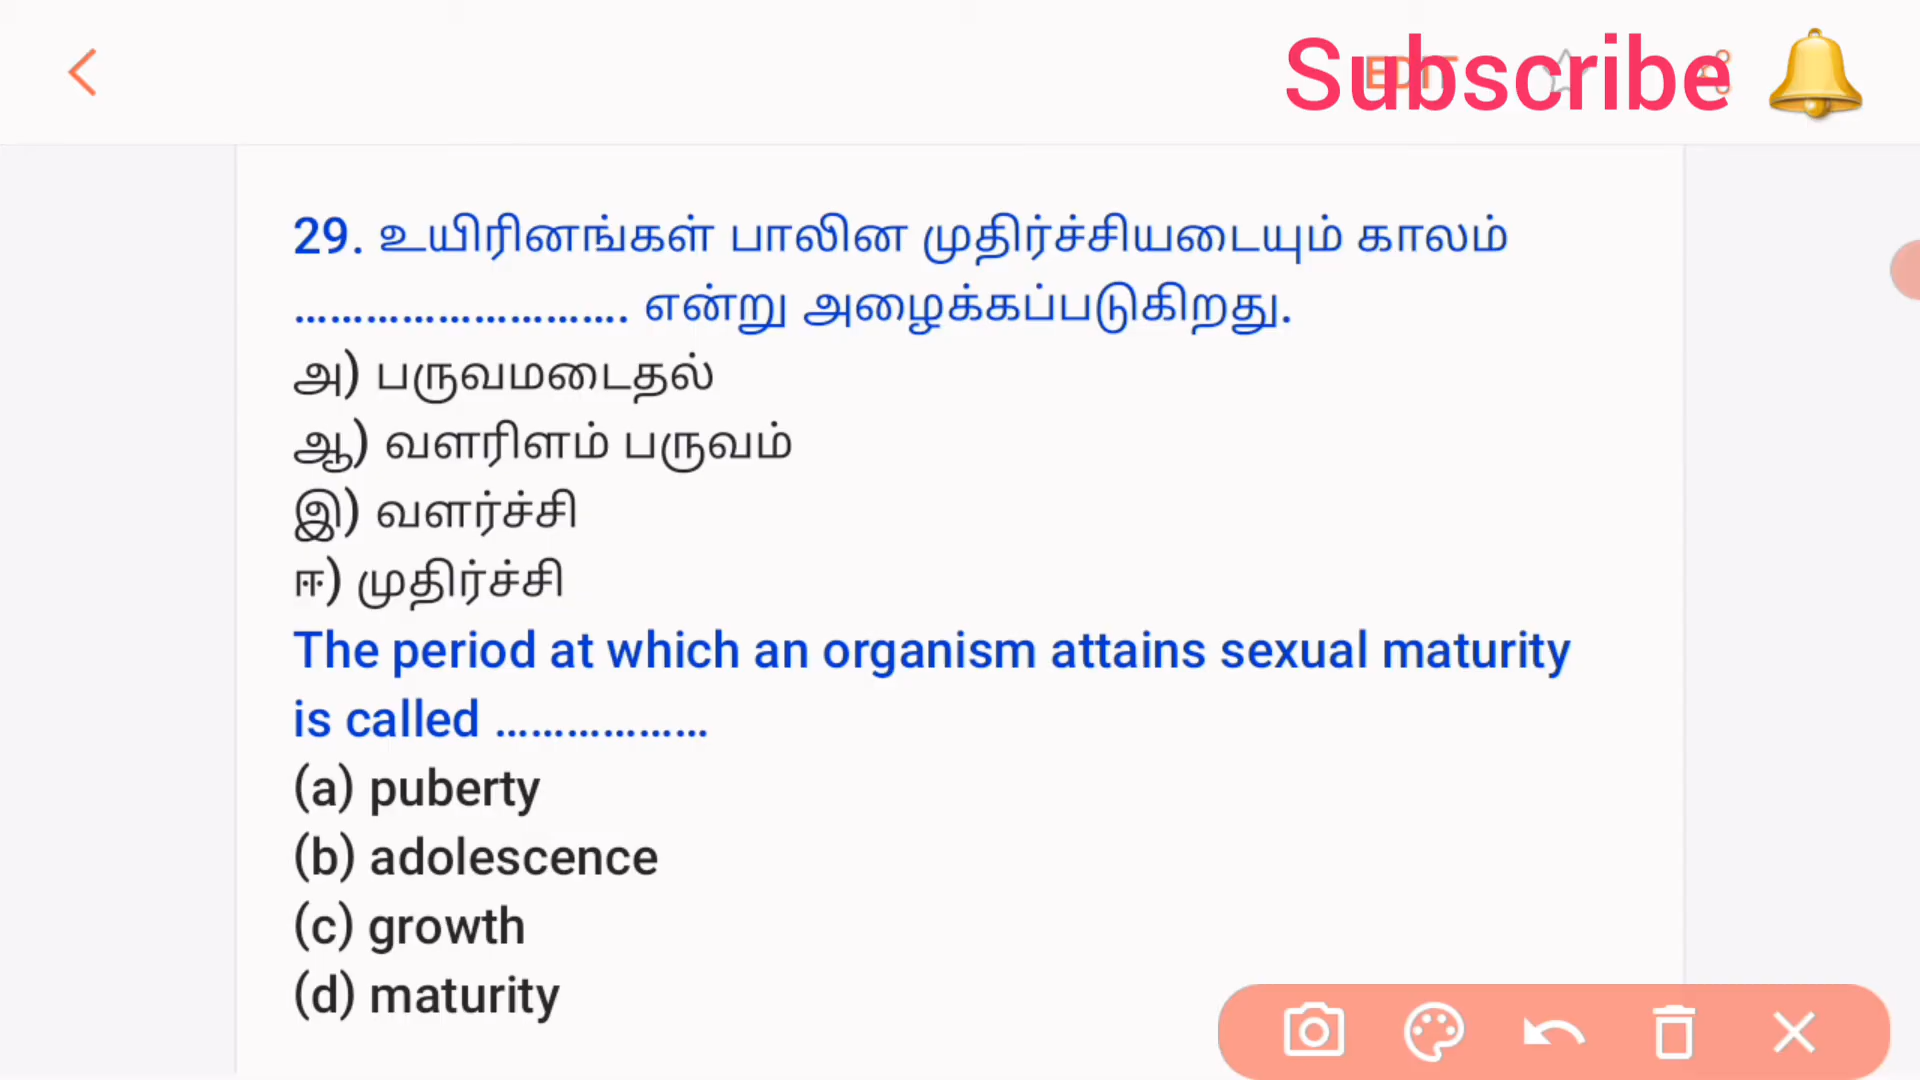 Subscribe 🔔
EDIT
29. உயிரினங்கள் பாலின முதிர்ச்சியடையும் காலம்
........................... என்று அழைக்கப்படுகிறது.
அ) பருவமடைதல்
ஆ) வளரிளம் பருவம்
இ) வளர்ச்சி
ஈ) முதிர்ச்சி
The period at which an organism attains sexual maturity
is called ..................
(a) puberty
(b) adolescence
(c) growth
(d) maturity